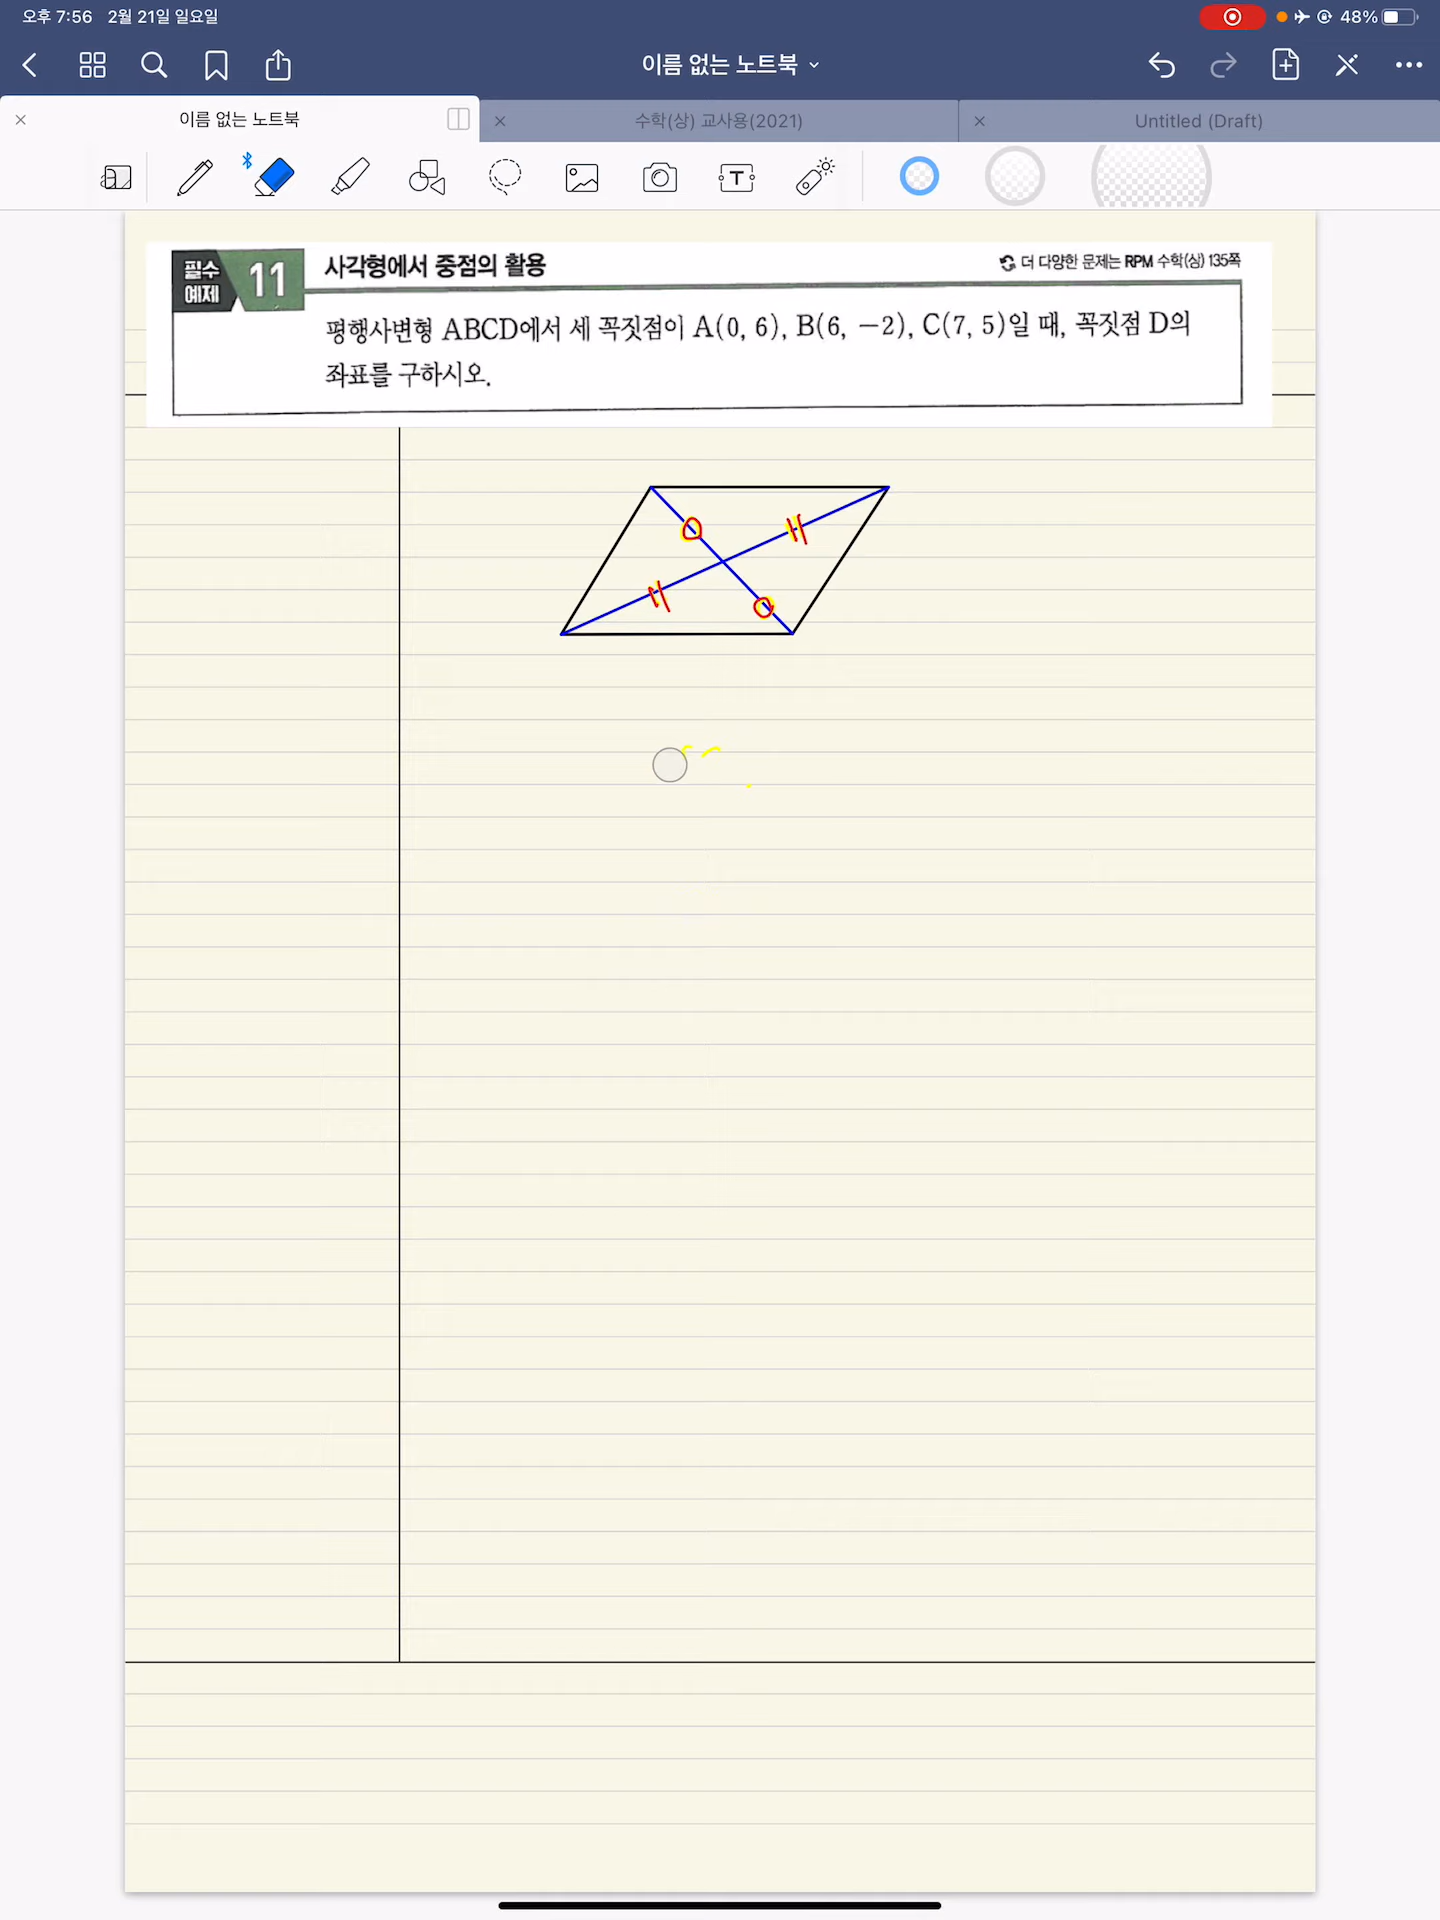 오후 7:56 2월 21일 일요일
48%
이름 없는 노트북
이름 없는 노트북
수학(상) 교사용(2021)
Untitled (Draft)
T
필수 예제 11 사각형에서 중점의 활용
더 다양한 문제는 RPM 수학(상) 135쪽
평행사변형 ABCD에서 세 꼭짓점이 A(0, 6), B(6, −2), C(7, 5)일 때, 꼭짓점 D의
좌표를 구하시오.